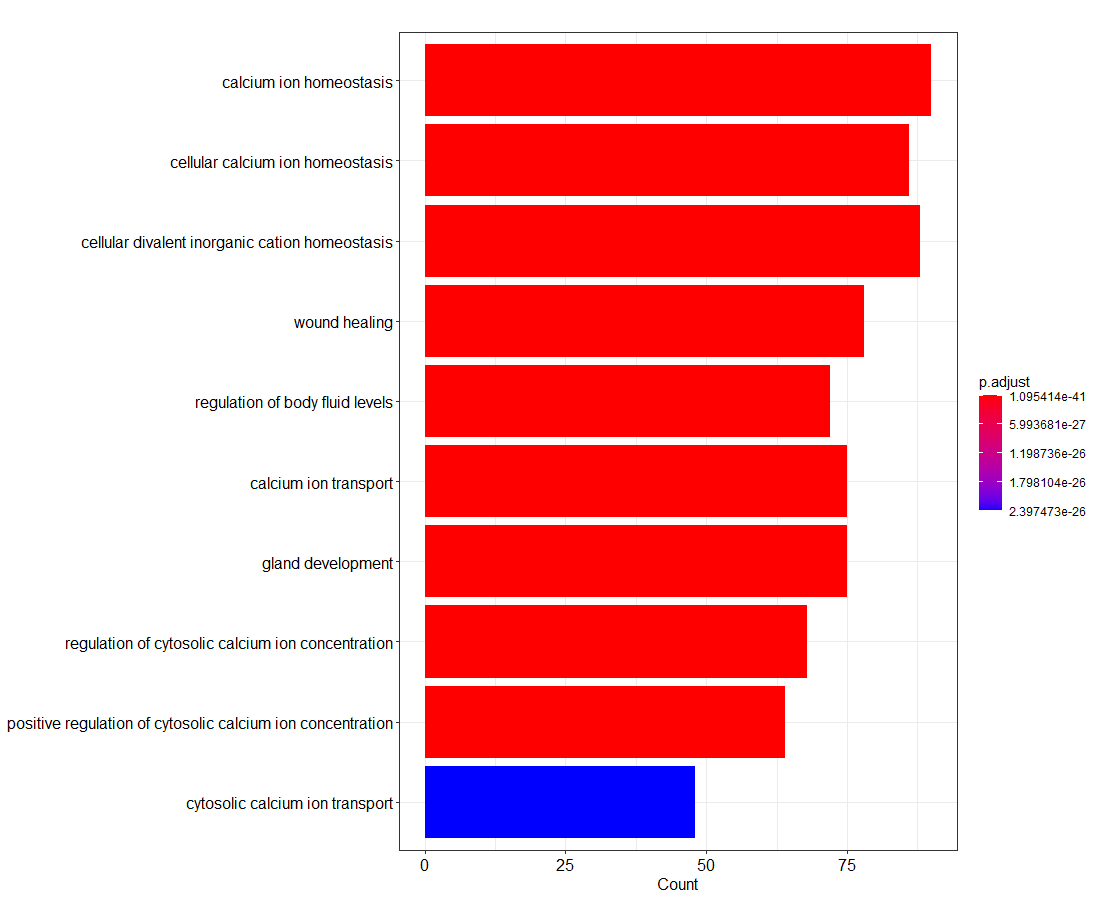 calcium ion homeostasis
cellular calcium ion homeostasis
cellular divalent inorganic cation homeostasis
wound healing
regulation of body fluid levels
calcium ion transport
gland development
regulation of cytosolic calcium ion concentration
positive regulation of cytosolic calcium ion concentration
cytosolic calcium ion transport
0 25 50 75
Count
p.adjust
1.095414e-41
5.993681e-27
1.198736e-26
1.798104e-26
2.397473e-26